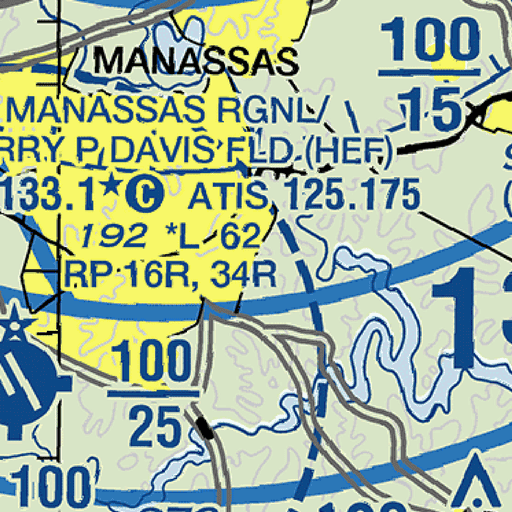 MANASSAS
100
15
MANASSAS RGNL/
RRY P DAVIS FLD (HEF)
133.1*Ⓒ ATIS 125.175
192 *L 62
RP 16R, 34R
13
100
25
100